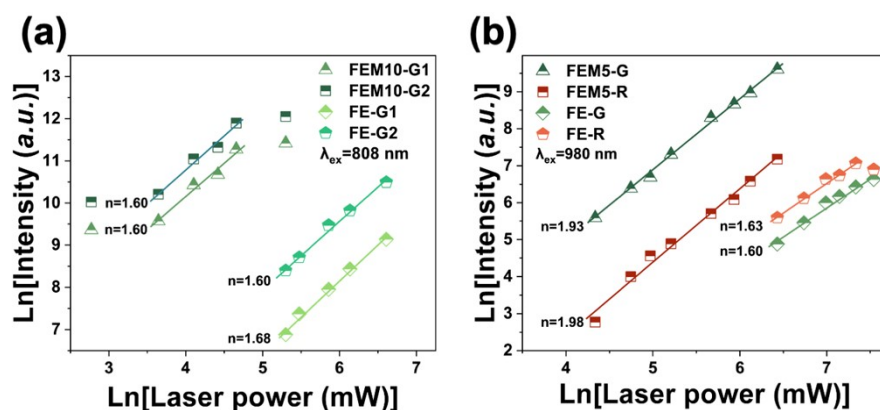 (a)
13
12
11
10
9
8
7
3
4
5
6
7
Ln[Intensity (a.u.)]
Ln[Laser power (mW)]
FEM10-G1
FEM10-G2
FE-G1
FE-G2
λex=808 nm
n=1.60
n=1.60
n=1.60
n=1.68
(b)
9
8
7
6
5
4
3
2
4
5
6
7
Ln[Intensity (a.u.)]
Ln[Laser power (mW)]
FEM5-G
FEM5-R
FE-G
FE-R
λex=980 nm
n=1.93
n=1.63
n=1.60
n=1.98